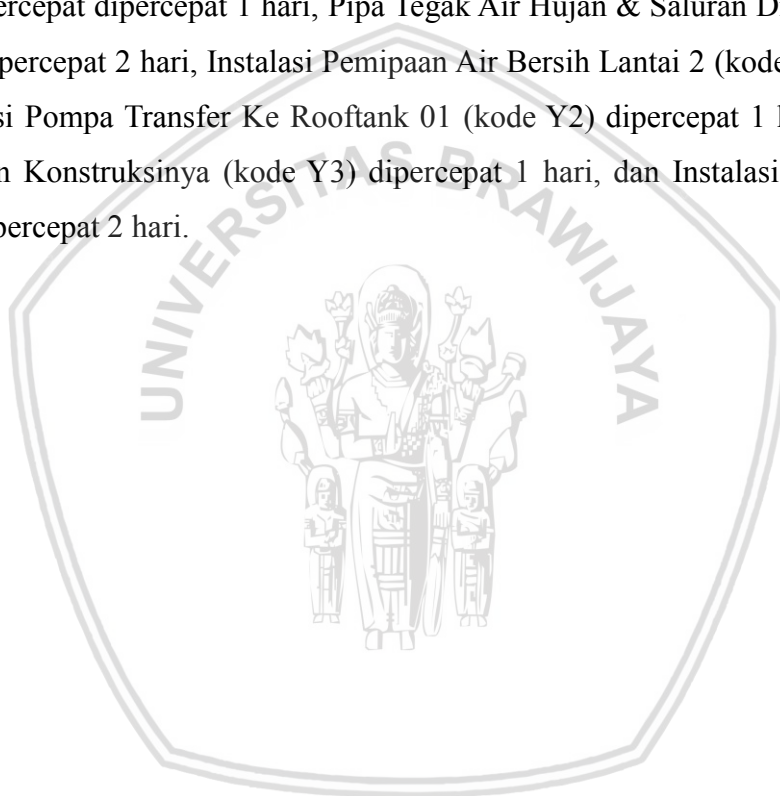 ercepat dipercepat 1 hari, Pipa Tegak Air Hujan & Saluran D
percepat 2 hari, Instalasi Pemipaan Air Bersih Lantai 2 (kode
si Pompa Transfer Ke Rooftank 01 (kode Y2) dipercepat 1
n Konstruksinya (kode Y3) dipercepat 1 hari, dan Instalasi
percepat 2 hari.
UNIVERSITAS BRAWIJAYA